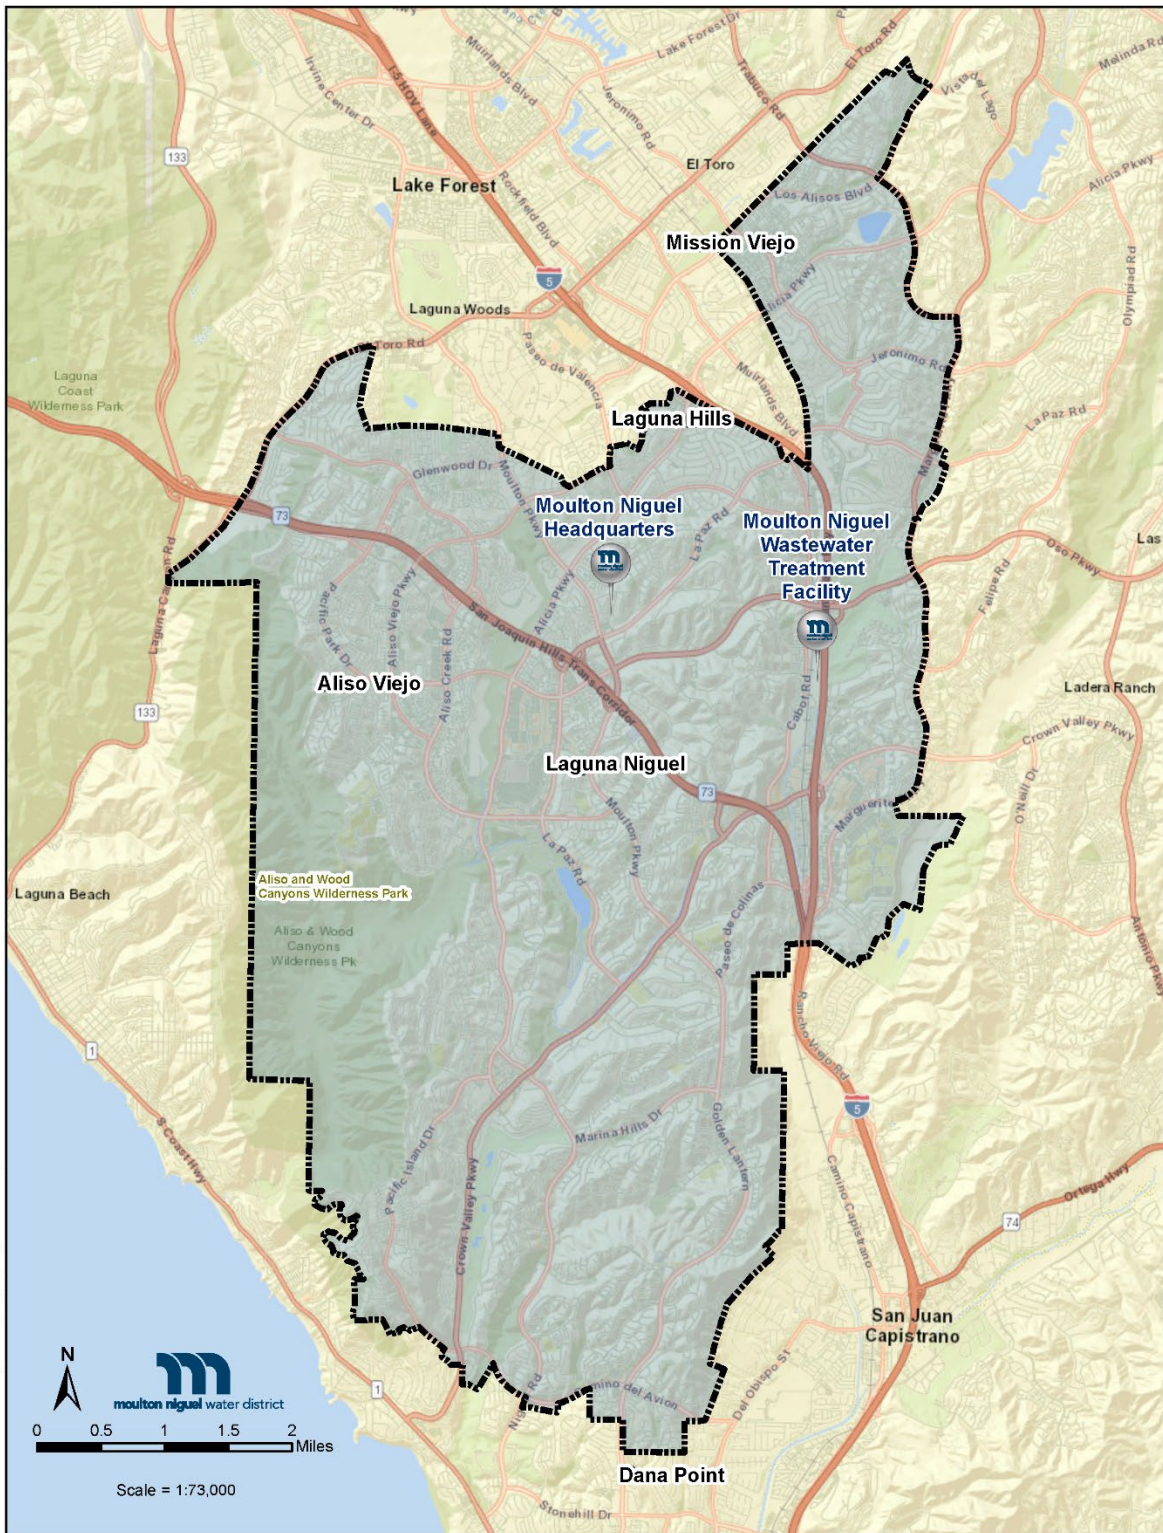 Lake Forest Dr
El Toro Rd
Melinda Rd
Muirlands Blvd
Trabuco Rd
Irvine Center Dr
I-5 HOV Lane
Jeronimo Rd
133
El Toro
Alicia Pkwy
Lake Forest
Rockfield Blvd
Los Alisos Blvd
Mission Viejo
Olympiad Rd
5
Laguna Woods
El Toro Rd
Paseo de Valencia
Jeronimo Rd
Muirlands Blvd
Laguna
Coast
Wilderness Park
Laguna Hills
La Paz Rd
Glenwood Dr
Moulton Pkwy
Moulton Niguel
Headquarters
m
moulton niguel
La Paz Rd
Moulton Niguel
Wastewater
Treatment
Facility
m
moulton niguel
73
Oso Pkwy
Las
Felipe Rd
Pacific Park Dr
Aliso Viejo Pkwy
Aliso Creek Rd
Alicia Pkwy
San Joaquin Hills Trans Corridor
Aliso Viejo
Cabot Rd
Ladera Ranch
133
Crown Valley Pkwy
Laguna Niguel
73
O'Neill Dr
Moulton Pkwy
La Paz Rd
Laguna Beach
Aliso and Wood
Canyons Wilderness Park
Aliso & Wood
Canyons
Wilderness Pk
Paseo de Colinas
Antonio Pkwy
Rancho Viejo Rd
1
5
S Coast Hwy
Pacific Island Dr
Marina Hills Dr
Golden Lantern
Crown Valley Pkwy
Camino Capistrano
Ortega Hwy
74
San Juan
Capistrano
N
m
moulton niguel water district
1
Del Obispo St
0 0.5 1 1.5 2
Miles
Scale = 1:73,000
Dana Point
Stonehill Dr